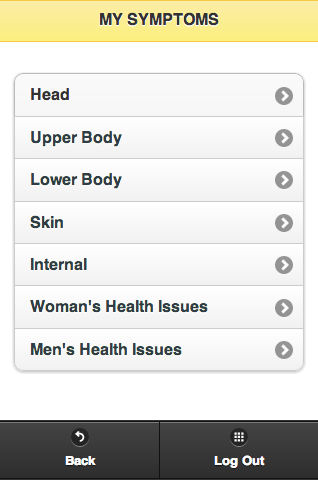 MY SYMPTOMS
Head
Upper Body
Lower Body
Skin
Internal
Woman's Health Issues
Men's Health Issues
Back
Log Out